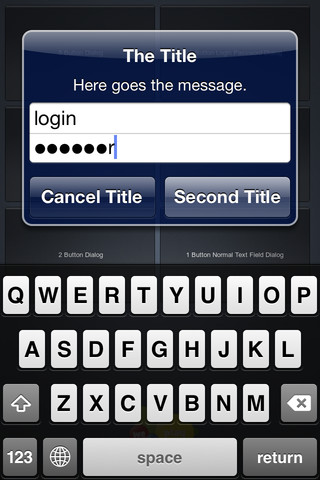 The Title
Here goes the message.
login
●●●●●●r
Cancel Title Second Title
2 Button Dialog 1 Button Normal Text Field Dialog
Q W E R T Y U I O P
A S D F G H J K L
Z X C V B N M
123 space return